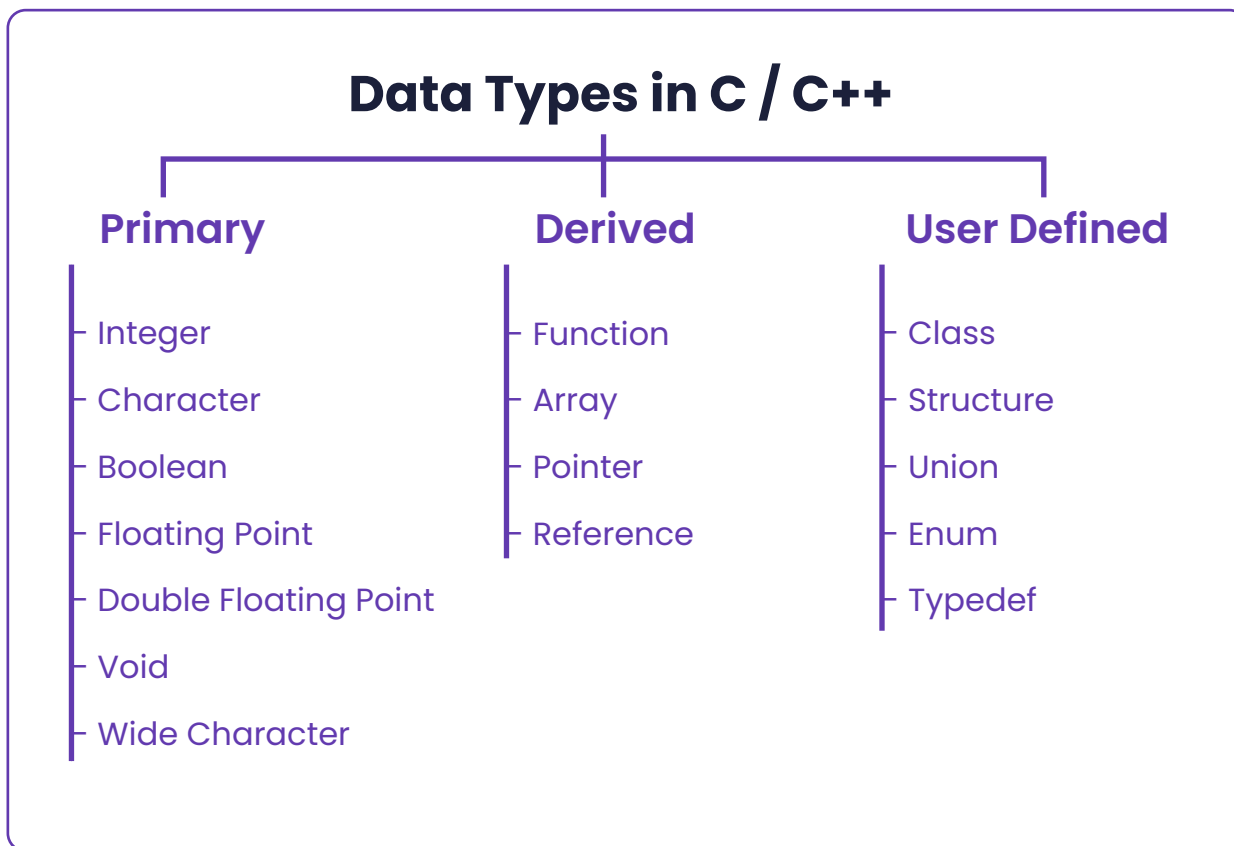 Data Types in C / C++
Primary
Integer
Character
Boolean
Floating Point
Double Floating Point
Void
Wide Character
Derived
Function
Array
Pointer
Reference
User Defined
Class
Structure
Union
Enum
Typedef